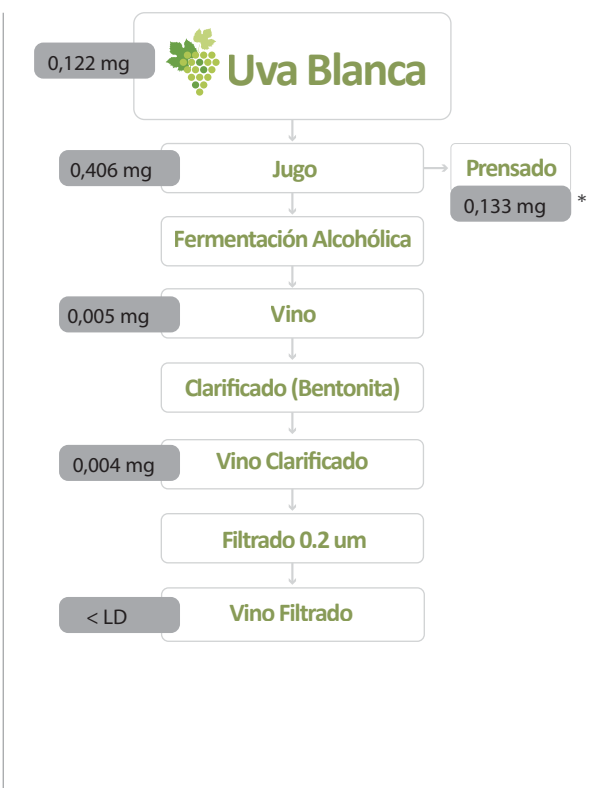 0,122 mg
Uva Blanca
0,406 mg
Jugo
Prensado
0,133 mg *
Fermentación Alcohólica
0,005 mg
Vino
Clarificado (Bentonita)
0,004 mg
Vino Clarificado
Filtrado 0.2 um
< LD
Vino Filtrado